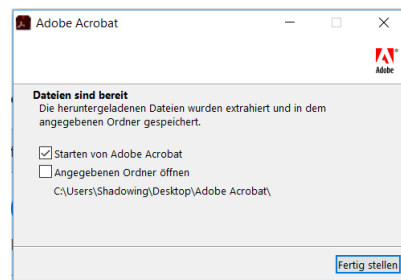 Adobe Acrobat
Adobe
Dateien sind bereit
Die heruntergeladenen Dateien wurden extrahiert und in dem
angegebenen Ordner gespeichert.
Starten von Adobe Acrobat
Angegebenen Ordner öffnen
C:\Users\Shadowing\Desktop\Adobe Acrobat\
Fertig stellen